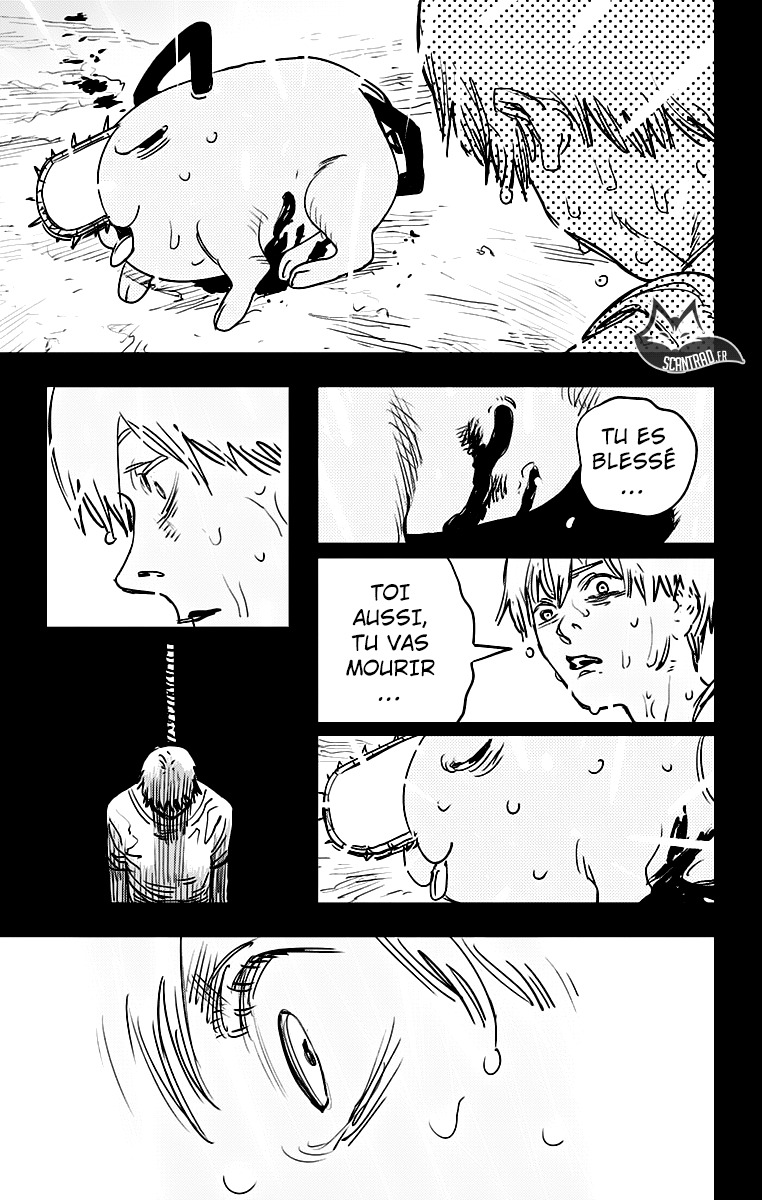 SCANTRAD.FR
TU ES
BLESSÉ
...
TOI
AUSSI,
TU VAS
MOURIR
...